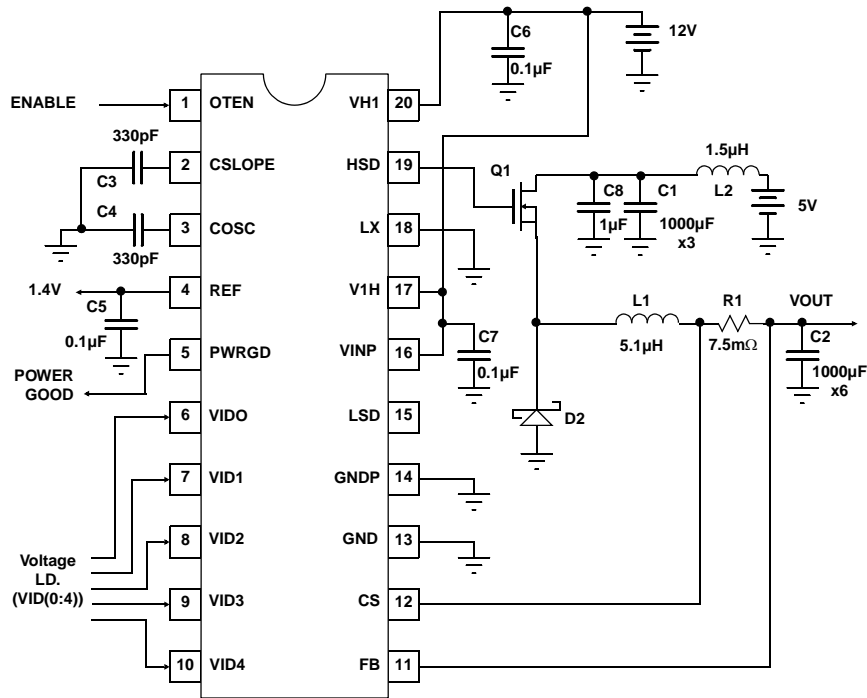 C6
0.1µF
12V
ENABLE
1
OTEN
VH1
20
330pF
C3
2
CSLOPE
HSD
19
Q1
1.5µH
L2
C8
1µF
C1
1000µF
x3
5V
C4
330pF
3
COSC
LX
18
1.4V
C5
0.1µF
4
REF
V1H
17
L1
5.1µH
R1
7.5mΩ
VOUT
C2
1000µF
x6
POWER
GOOD
5
PWRGD
VINP
16
C7
0.1µF
6
VIDO
LSD
15
D2
7
VID1
GNDP
14
8
VID2
GND
13
Voltage
I.D.
(VID(0:4))
9
VID3
CS
12
10
VID4
FB
11